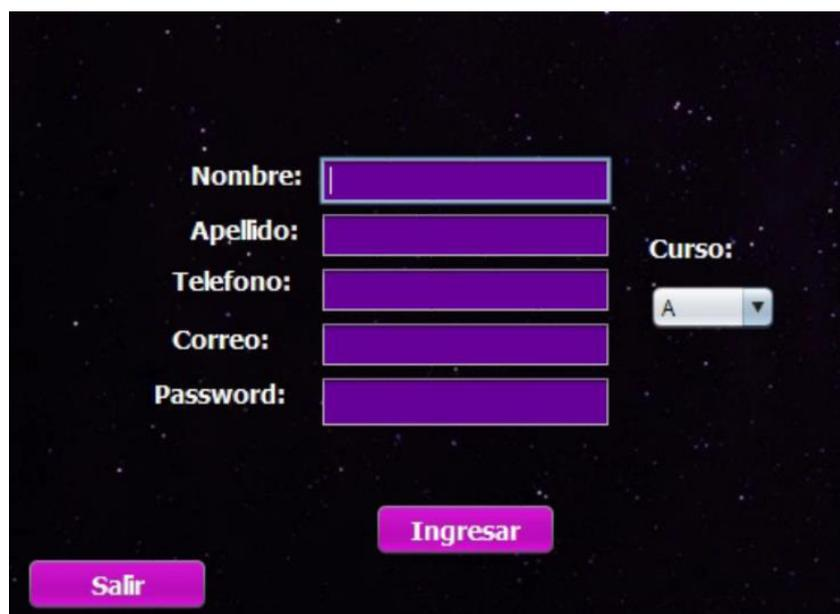 Nombre:
Apellido:
Curso:
Telefono:
A
Correo:
Password:
Ingresar
Salir